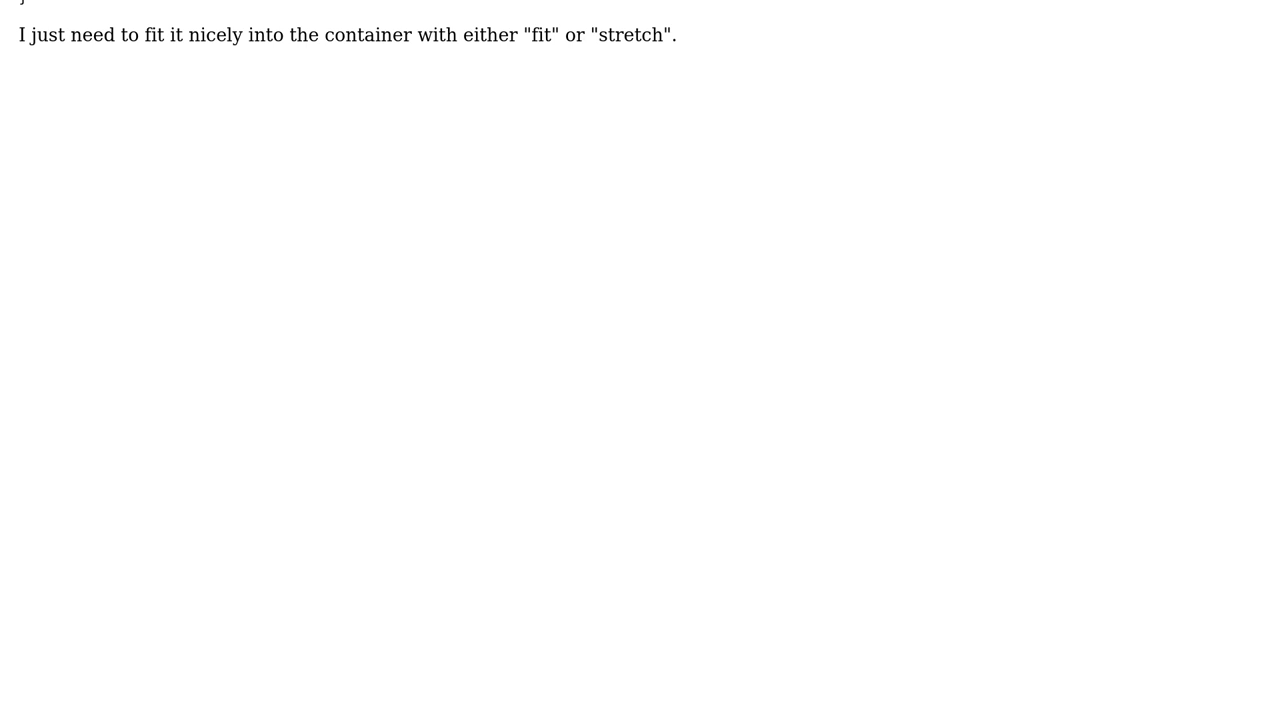 }
I just need to fit it nicely into the container with either "fit" or "stretch".